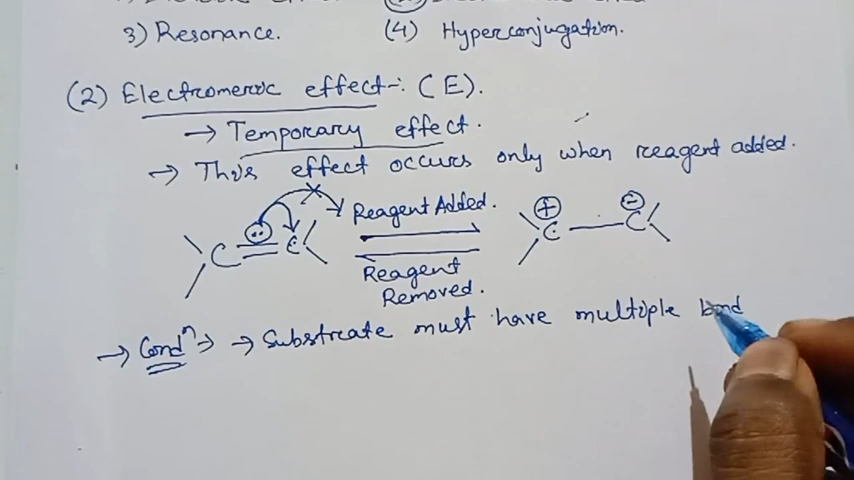 3) Resonance. (4) Hyperconjugation.
(2) Electromeric effect-: (E).
→ Temporary effect.
→ This effect occurs only when reagent added.
C = C Reagent Added. C — C
Reagent
Removed.
→ Condⁿ → → Substrate must have multiple bond